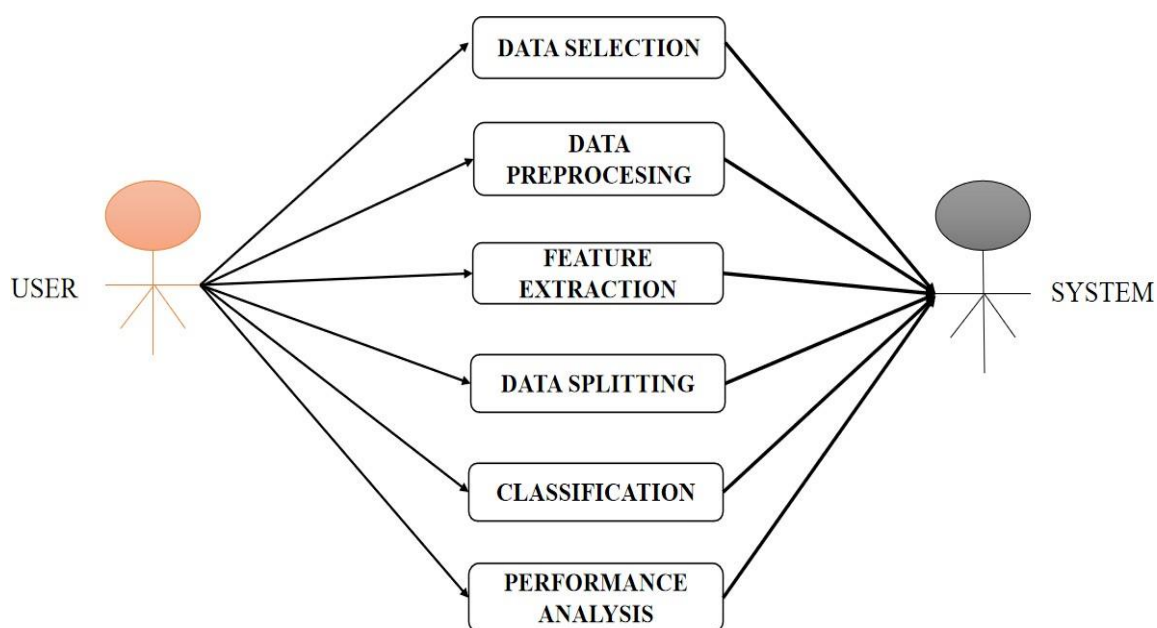 DATA SELECTION
DATA
PREPROCESING
FEATURE
EXTRACTION
USER
SYSTEM
DATA SPLITTING
CLASSIFICATION
PERFORMANCE
ANALYSIS